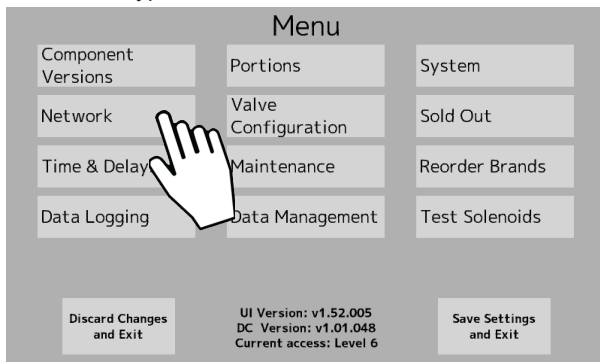 Menu
Component
Versions
Portions
System
Network
Valve
Configuration
Sold Out
Time & Delay
Maintenance
Reorder Brands
Data Logging
Data Management
Test Solenoids
Discard Changes
and Exit
UI Version: v1.52.005
DC Version: v1.01.048
Current access: Level 6
Save Settings
and Exit